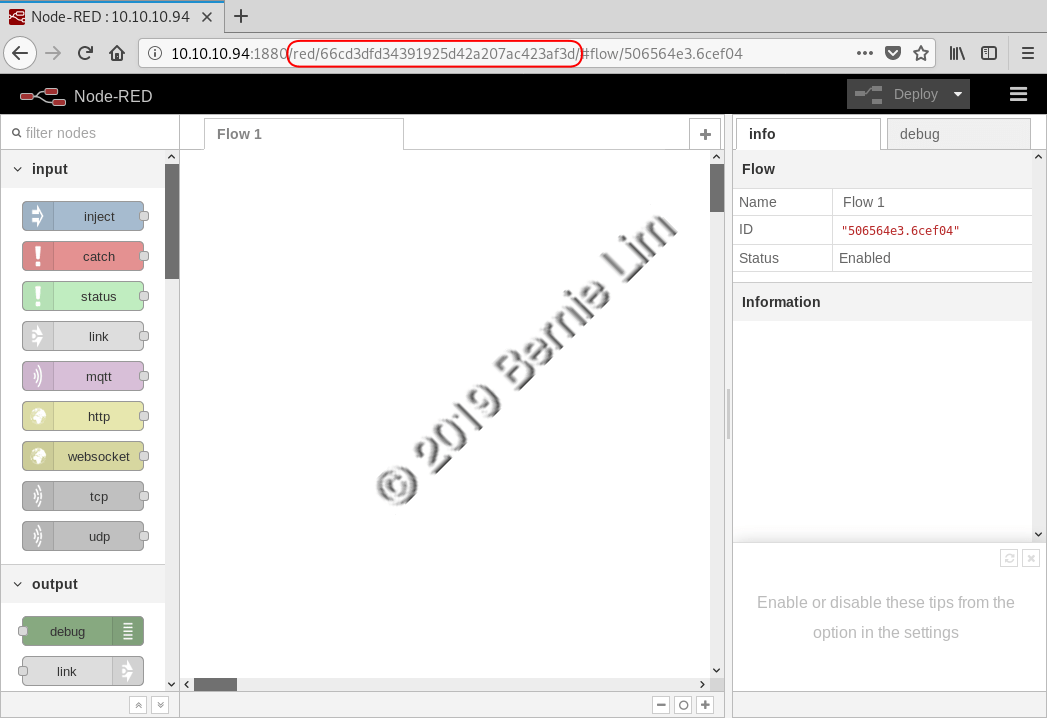 Node-RED : 10.10.10.94
10.10.10.94:1880/red/66cd3dfd34391925d42a207ac423af3d/#flow/506564e3.6cef04
Node-RED
Deploy
filter nodes
Flow 1
info
debug
input
inject
catch
status
link
mqtt
http
websocket
tcp
udp
output
debug
link
© 2019 Bernie Lim
Flow
Name
Flow 1
ID
"506564e3.6cef04"
Status
Enabled
Information
Enable or disable these tips from the
option in the settings